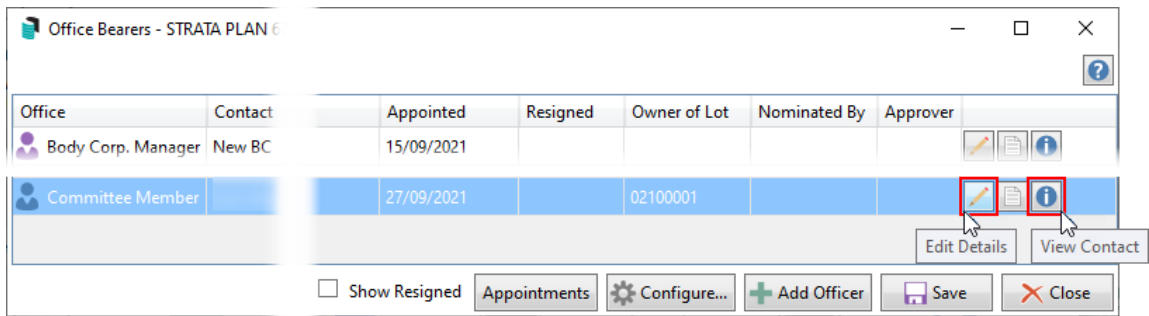 Office Bearers - STRATA PLAN 6
Office Contact Appointed Resigned Owner of Lot Nominated By Approver
Body Corp. Manager New BC 15/09/2021
Committee Member 27/09/2021 02100001
Edit Details View Contact
Show Resigned Appointments Configure... Add Officer Save Close